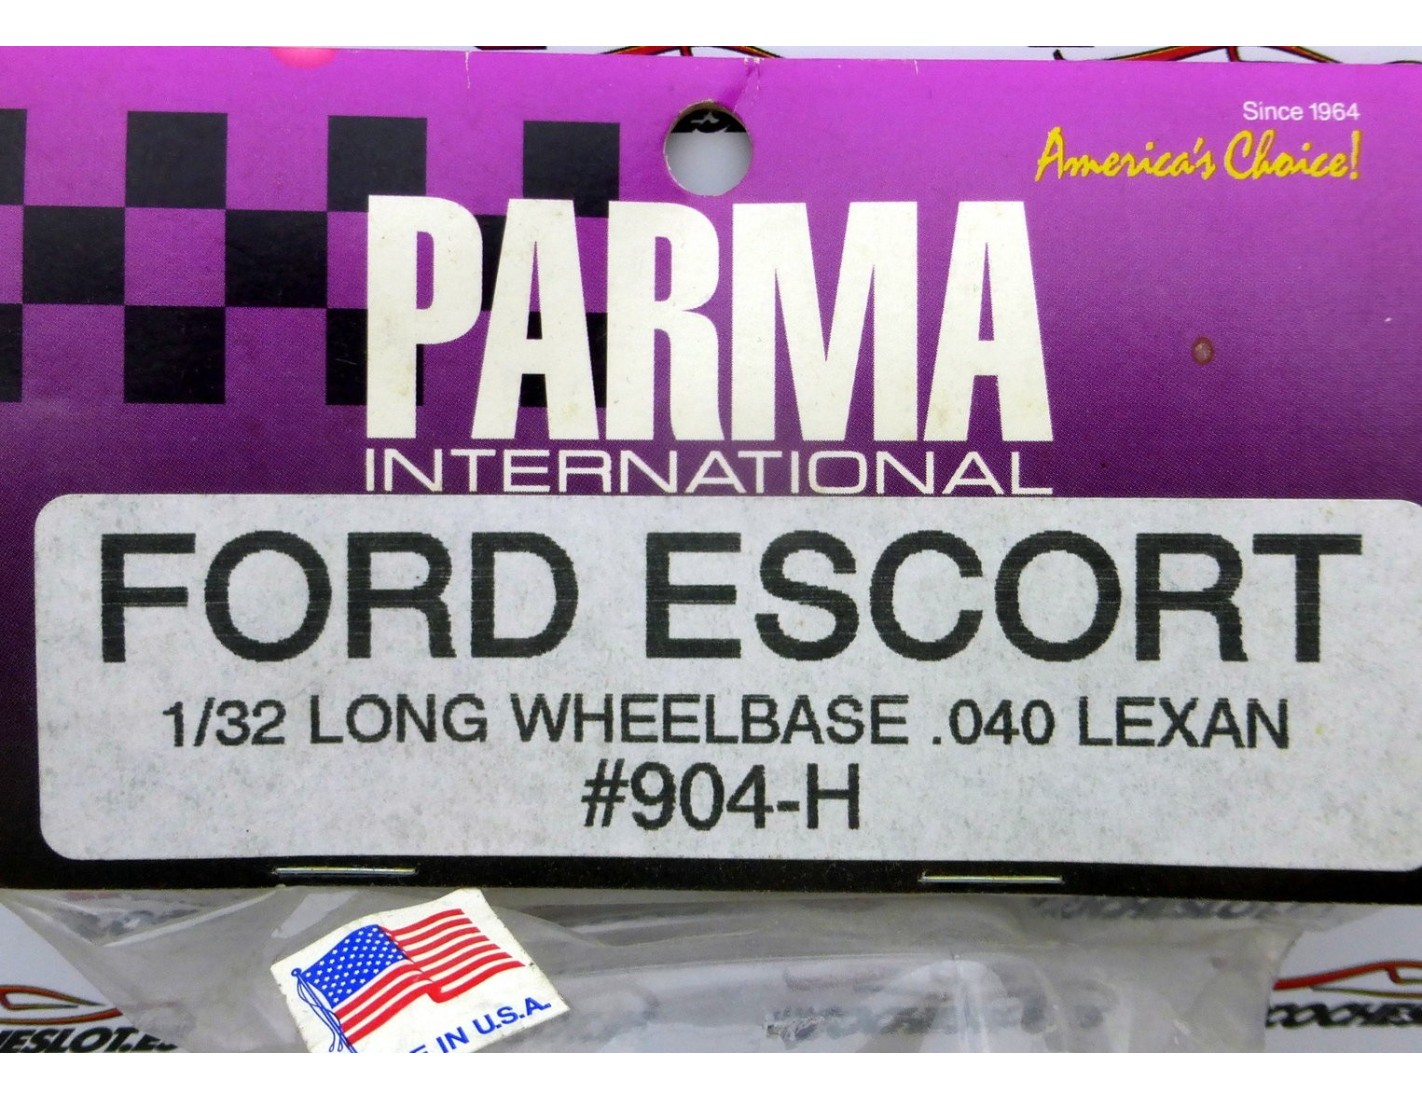 Since 1964
America's Choice!
PARMA
INTERNATIONAL
FORD ESCORT
1/32 LONG WHEELBASE .040 LEXAN
#904-H
IN U.S.A.